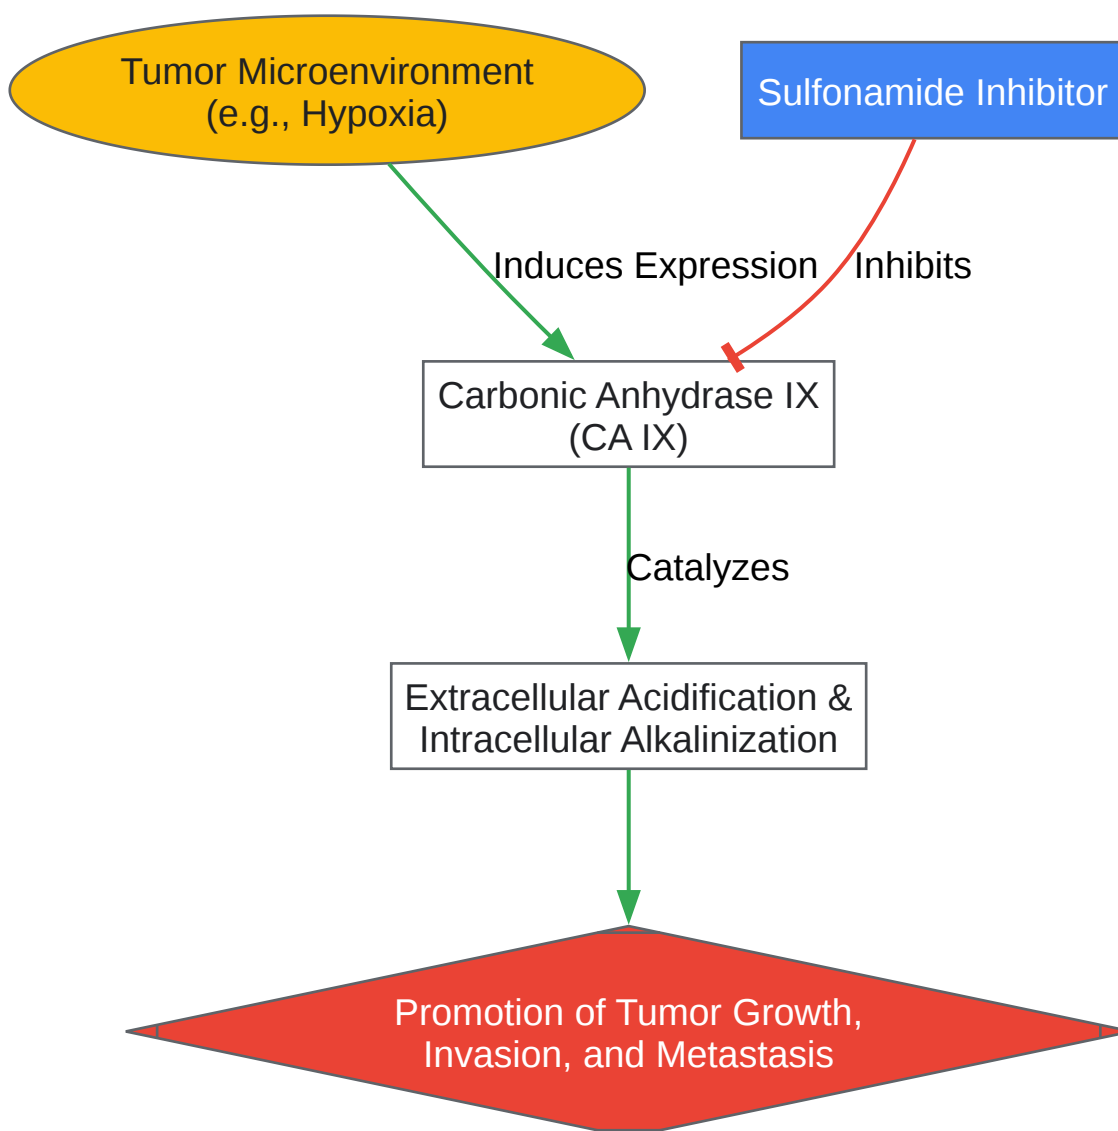 Tumor Microenvironment
(e.g., Hypoxia)
Sulfonamide Inhibitor
Induces Expression
Inhibits
Carbonic Anhydrase IX
(CA IX)
Catalyzes
Extracellular Acidification &
Intracellular Alkalinization
Promotion of Tumor Growth,
Invasion, and Metastasis